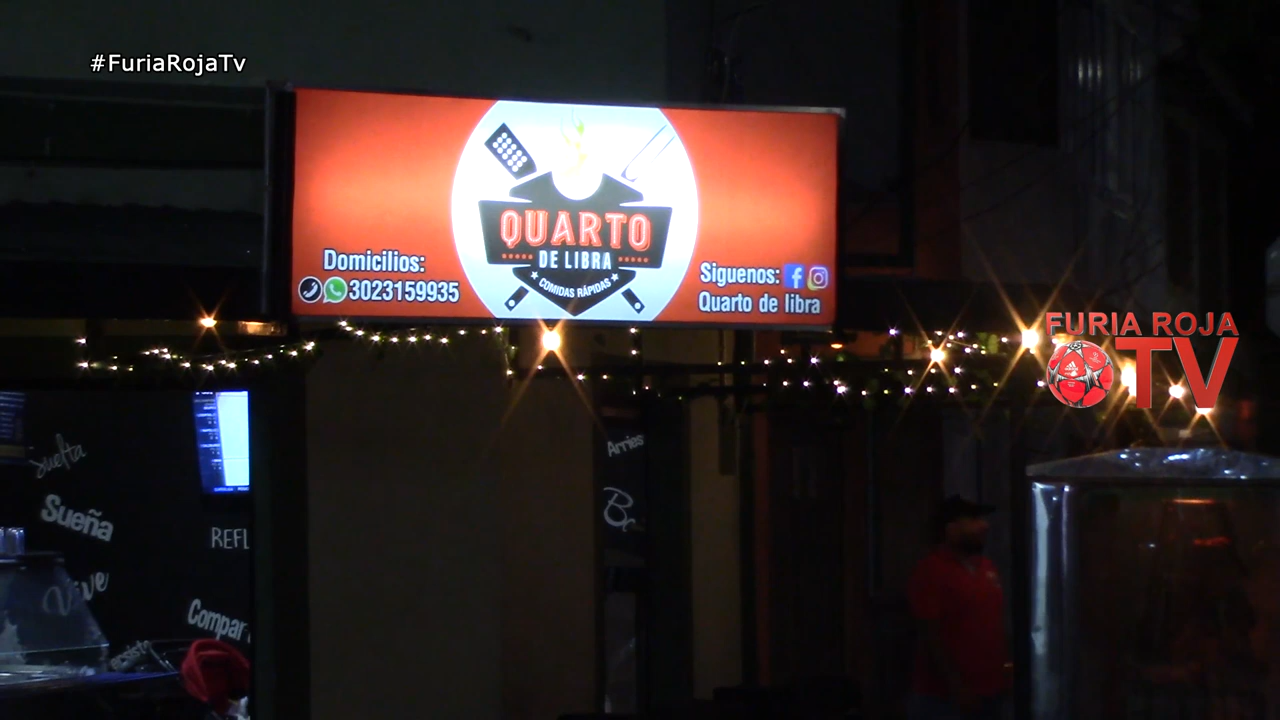 #FuriaRojaTv
QUARTO
DE LIBRA
COMIDAS RÁPIDAS
Domicilios:
3023159935
Siguenos:
Quarto de libra
FURIA ROJA
TV
Suelta
Sueña
REFL
Vive
Compar
Arries